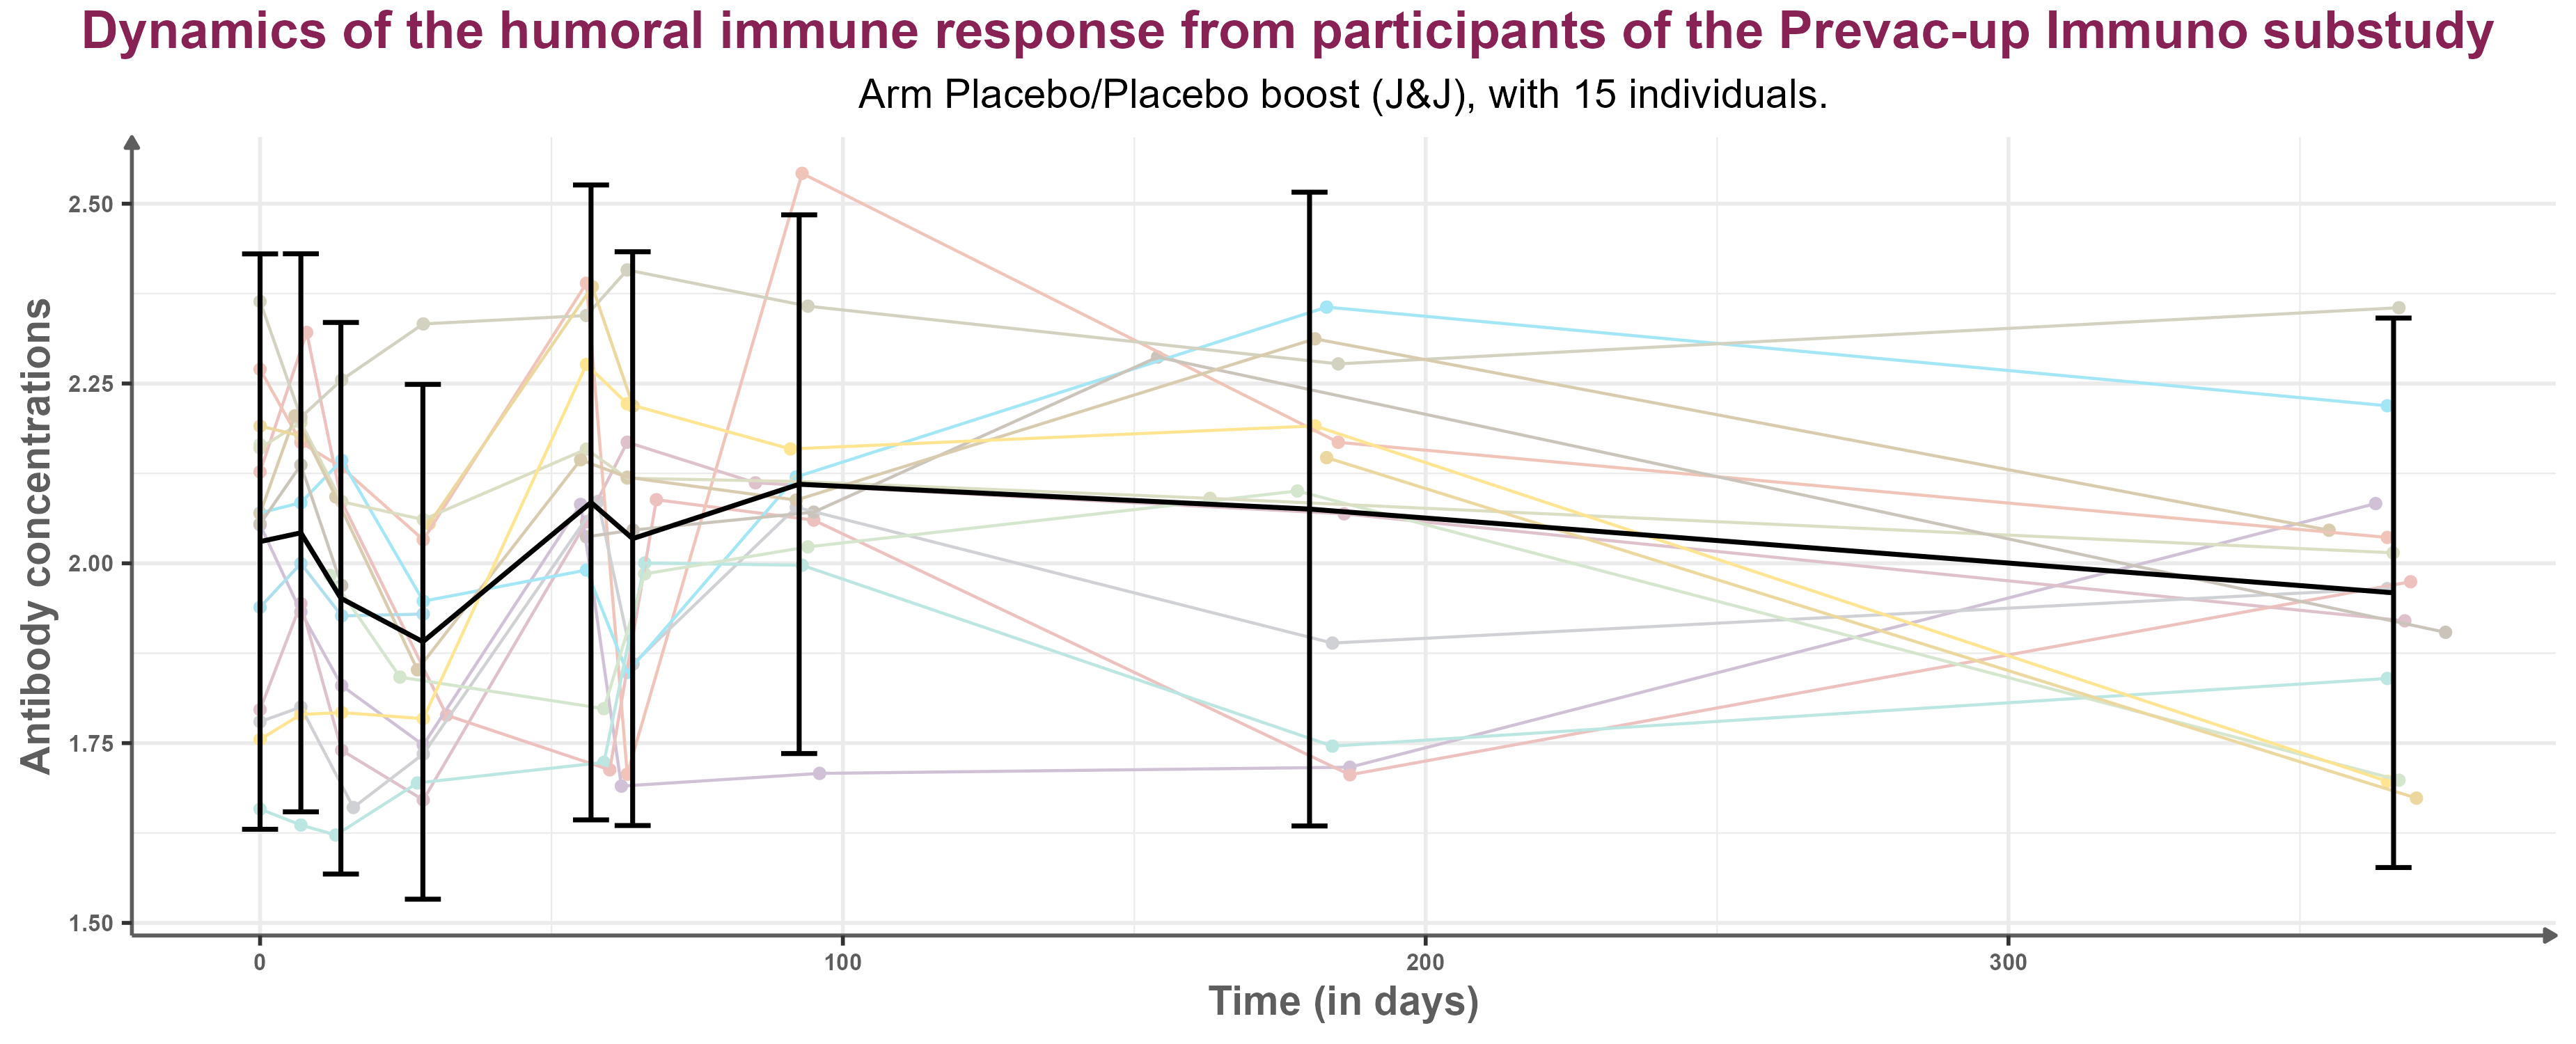 Dynamics of the humoral immune response from participants of the Prevac-up Immuno substudy
Arm Placebo/Placebo boost (J&J), with 15 individuals.
Antibody concentrations
2.50
2.25
2.00
1.75
1.50
0
100
200
300
Time (in days)